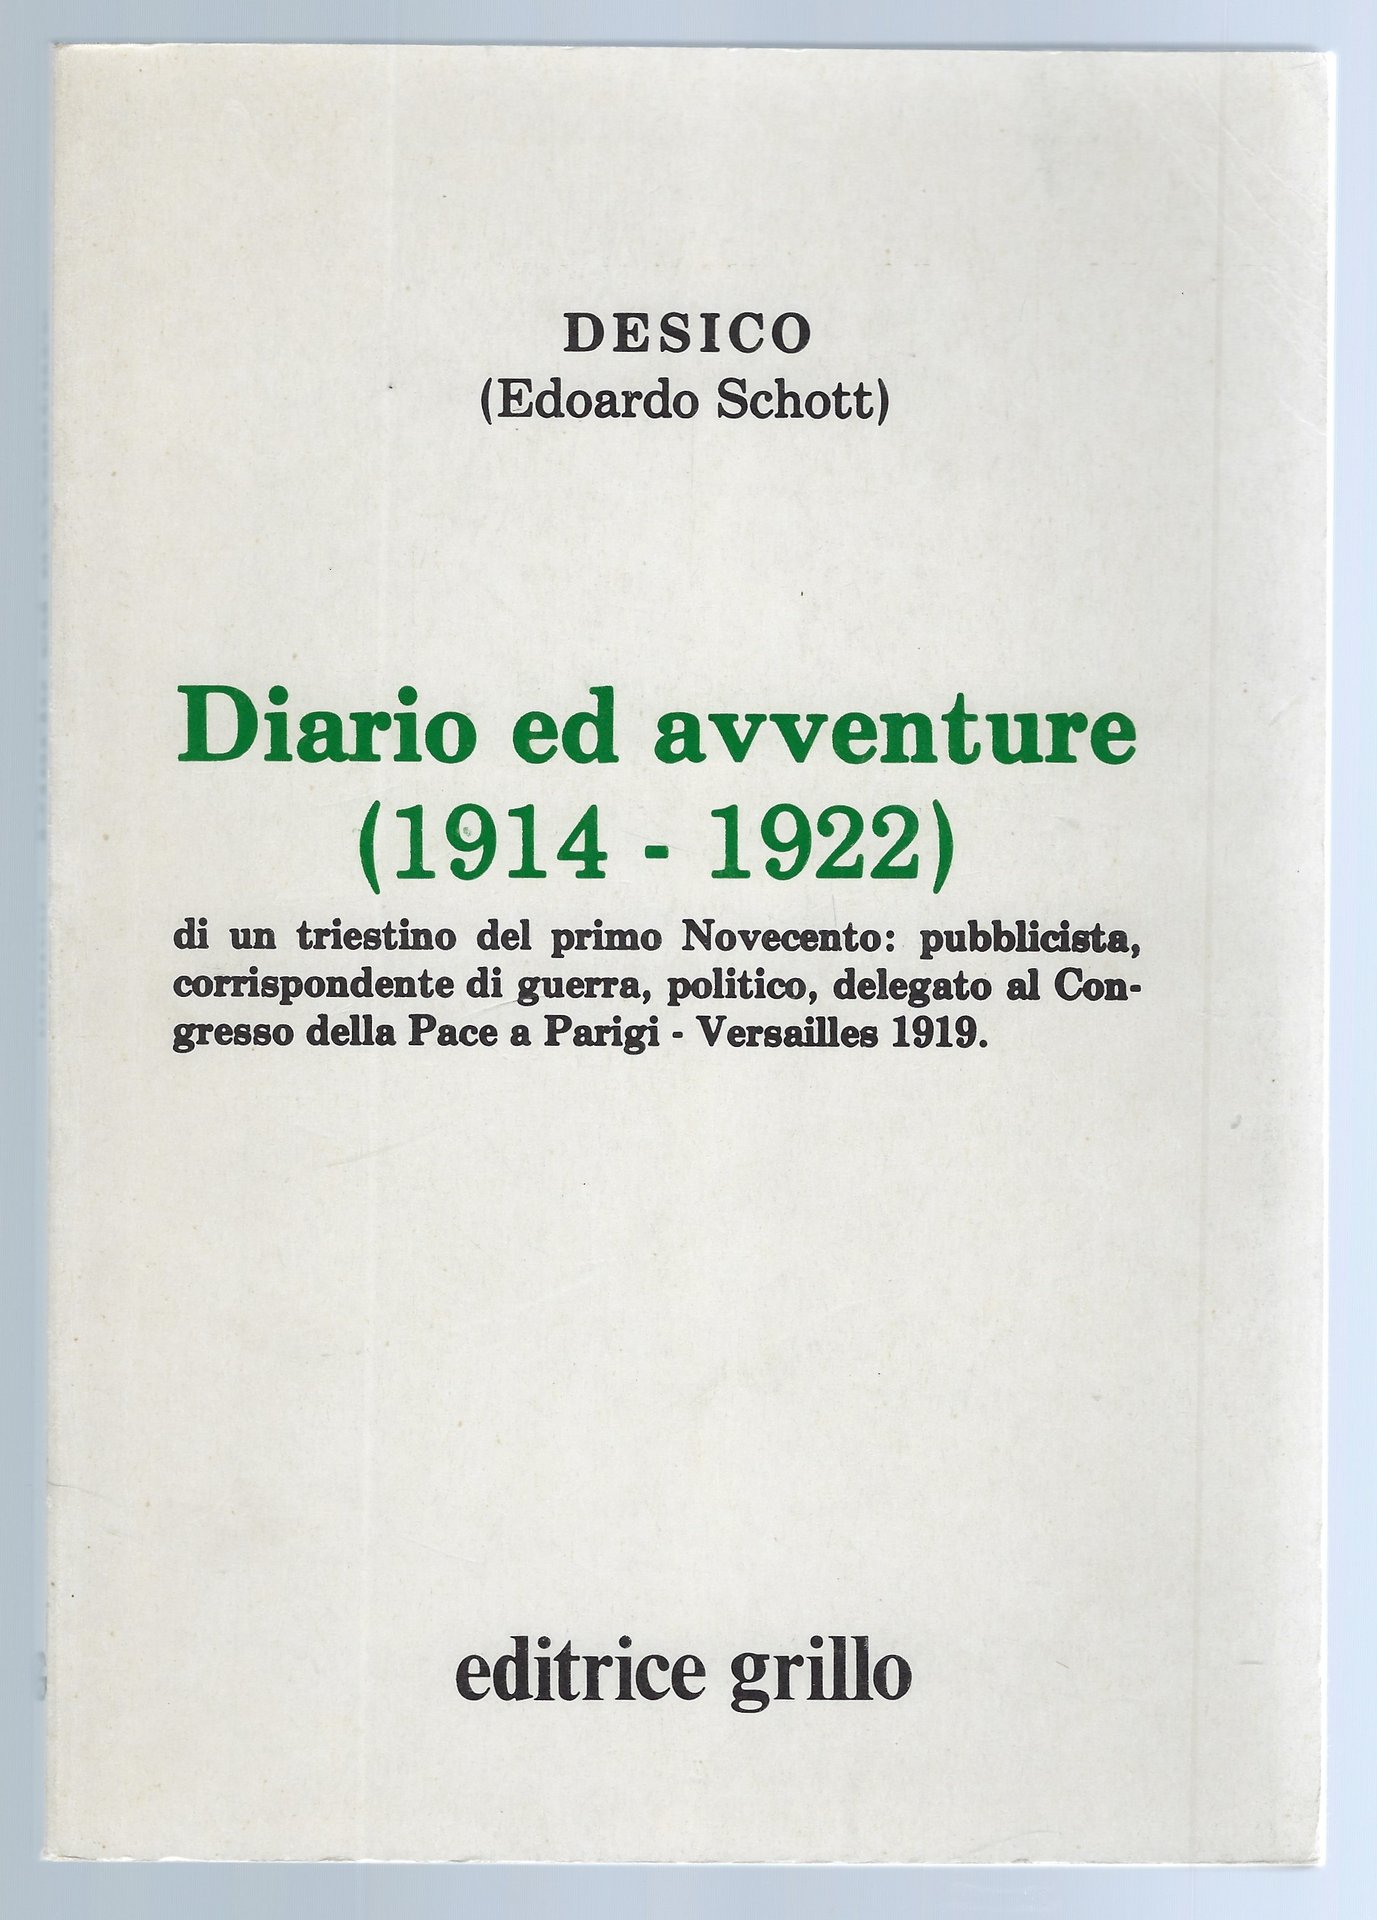 DESICO
(Edoardo Schott)
Diario ed avventure
(1914 - 1922)
di un triestino del primo Novecento: pubblicista,
corrispondente di guerra, politico, delegato al Con-
gresso della Pace a Parigi - Versailles 1919.
editrice grillo